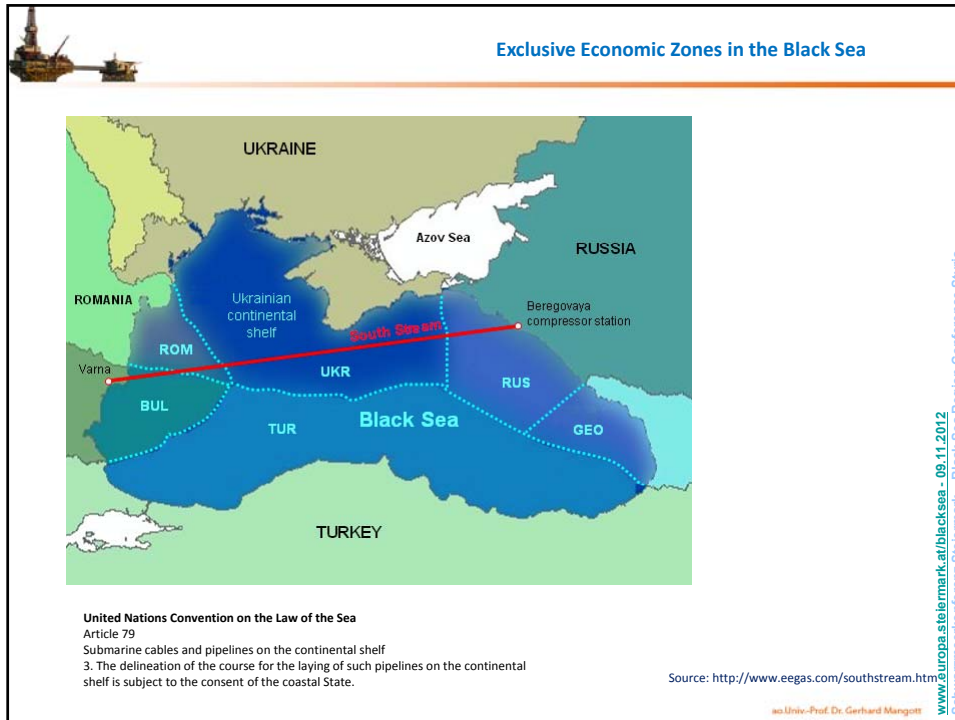 Exclusive Economic Zones in the Black Sea
UKRAINE
Azov Sea
RUSSIA
ROMANIA
Ukrainian
continental
shelf
Beregovaya
compressor station
South Stream
ROM
Varna
UKR
RUS
BUL
Black Sea
TUR
GEO
TURKEY
United Nations Convention on the Law of the Sea
Article 79
Submarine cables and pipelines on the continental shelf
3. The delineation of the course for the laying of such pipelines on the continental
shelf is subject to the consent of the coastal State.
Source: http://www.eegas.com/southstream.htm
ao.Univ.-Prof. Dr. Gerhard Mangott
www.europa.steiermark.at/blacksea - 09.11.2012